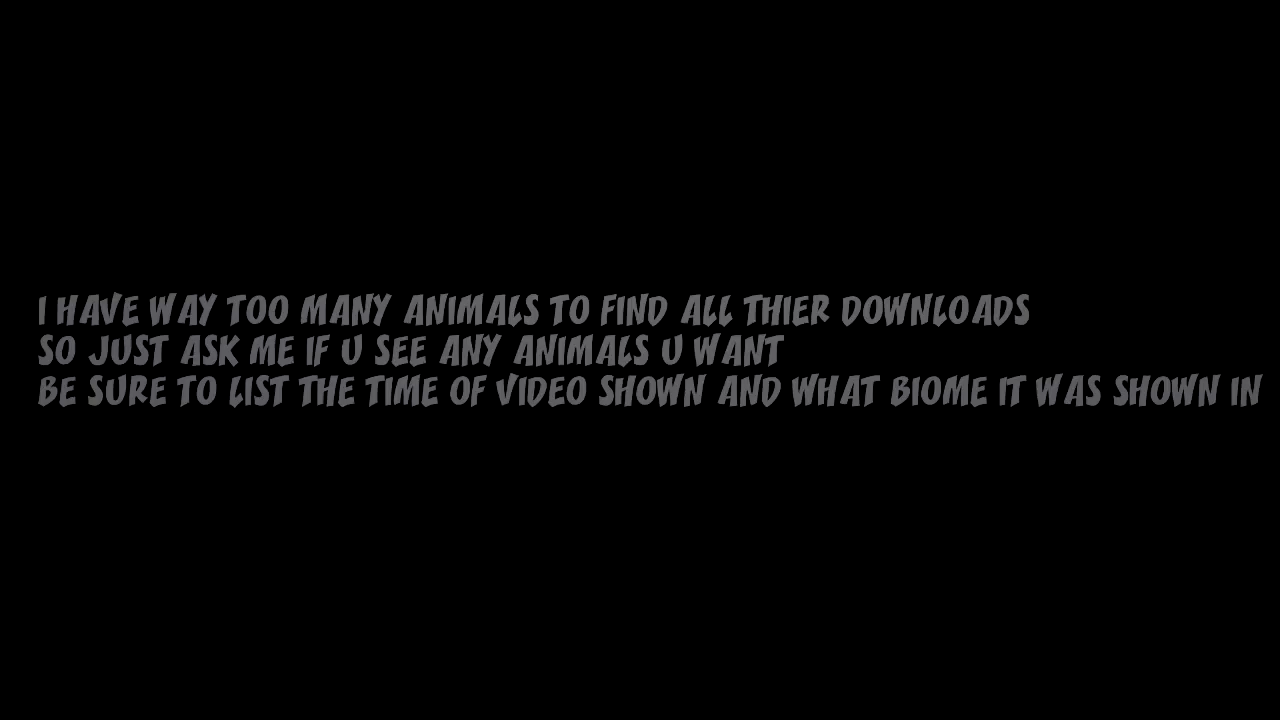 I HAVE WAY TOO MANY ANIMALS TO FIND ALL THIER DOWNLOADS
SO JUST ASK ME IF U SEE ANY ANIMALS U WANT
BE SURE TO LIST THE TIME OF VIDEO SHOWN AND WHAT BIOME IT WAS SHOWN IN